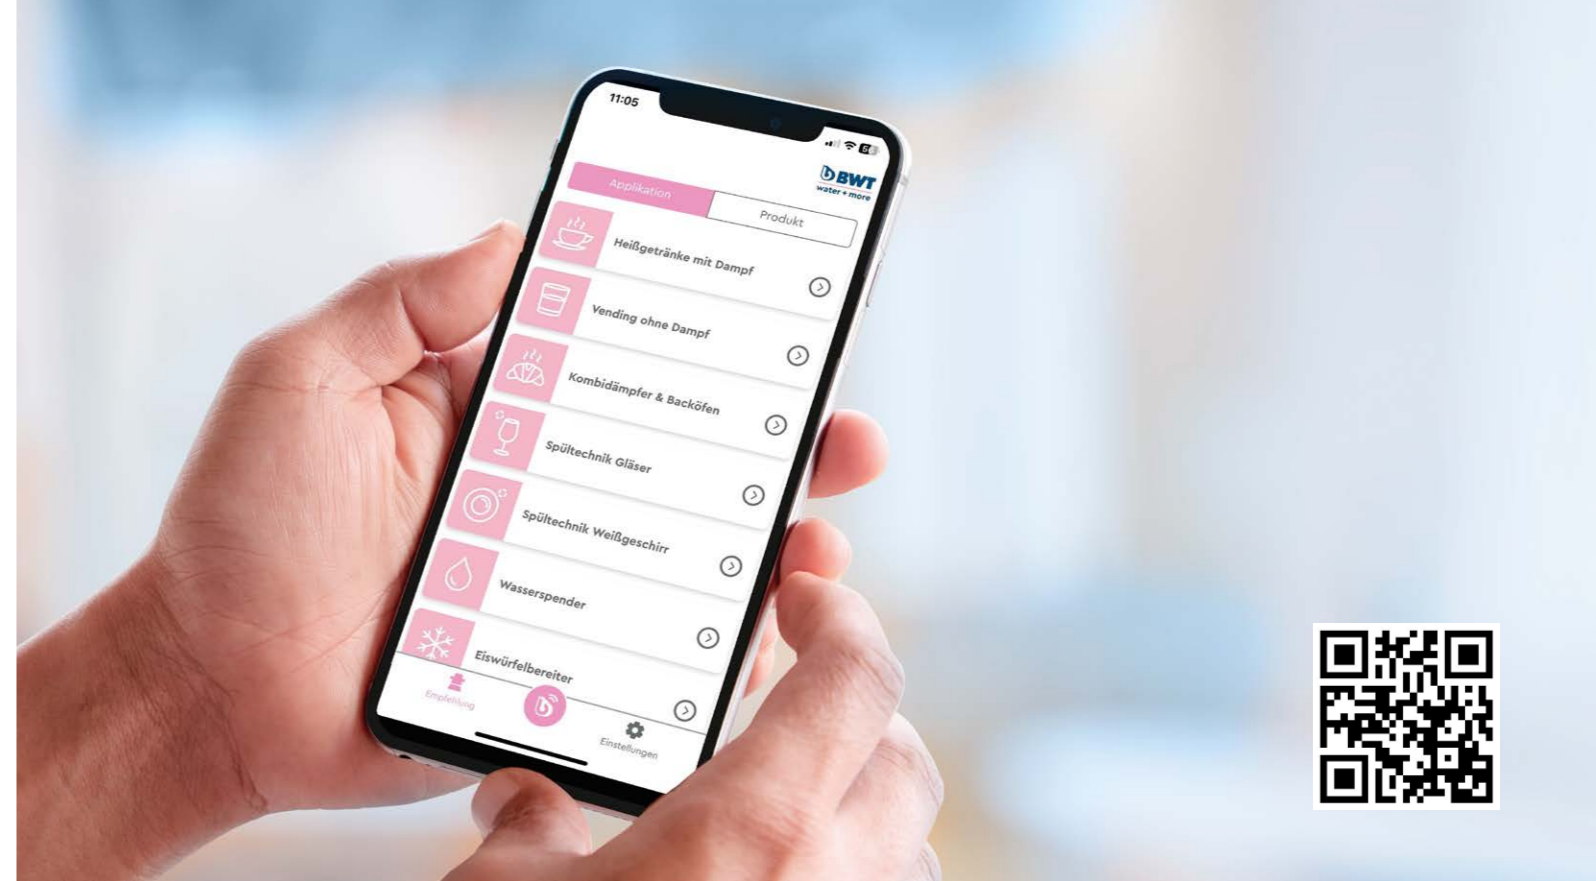 11:05
BWT
water + more
Applikation
Produkt
Heißgetränke mit Dampf
Vending ohne Dampf
Kombidämpfer & Backöfen
Spültechnik Gläser
Spültechnik Weißgeschirr
Wasserspender
Eiswürfelbereiter
Empfehlung
Einstellungen